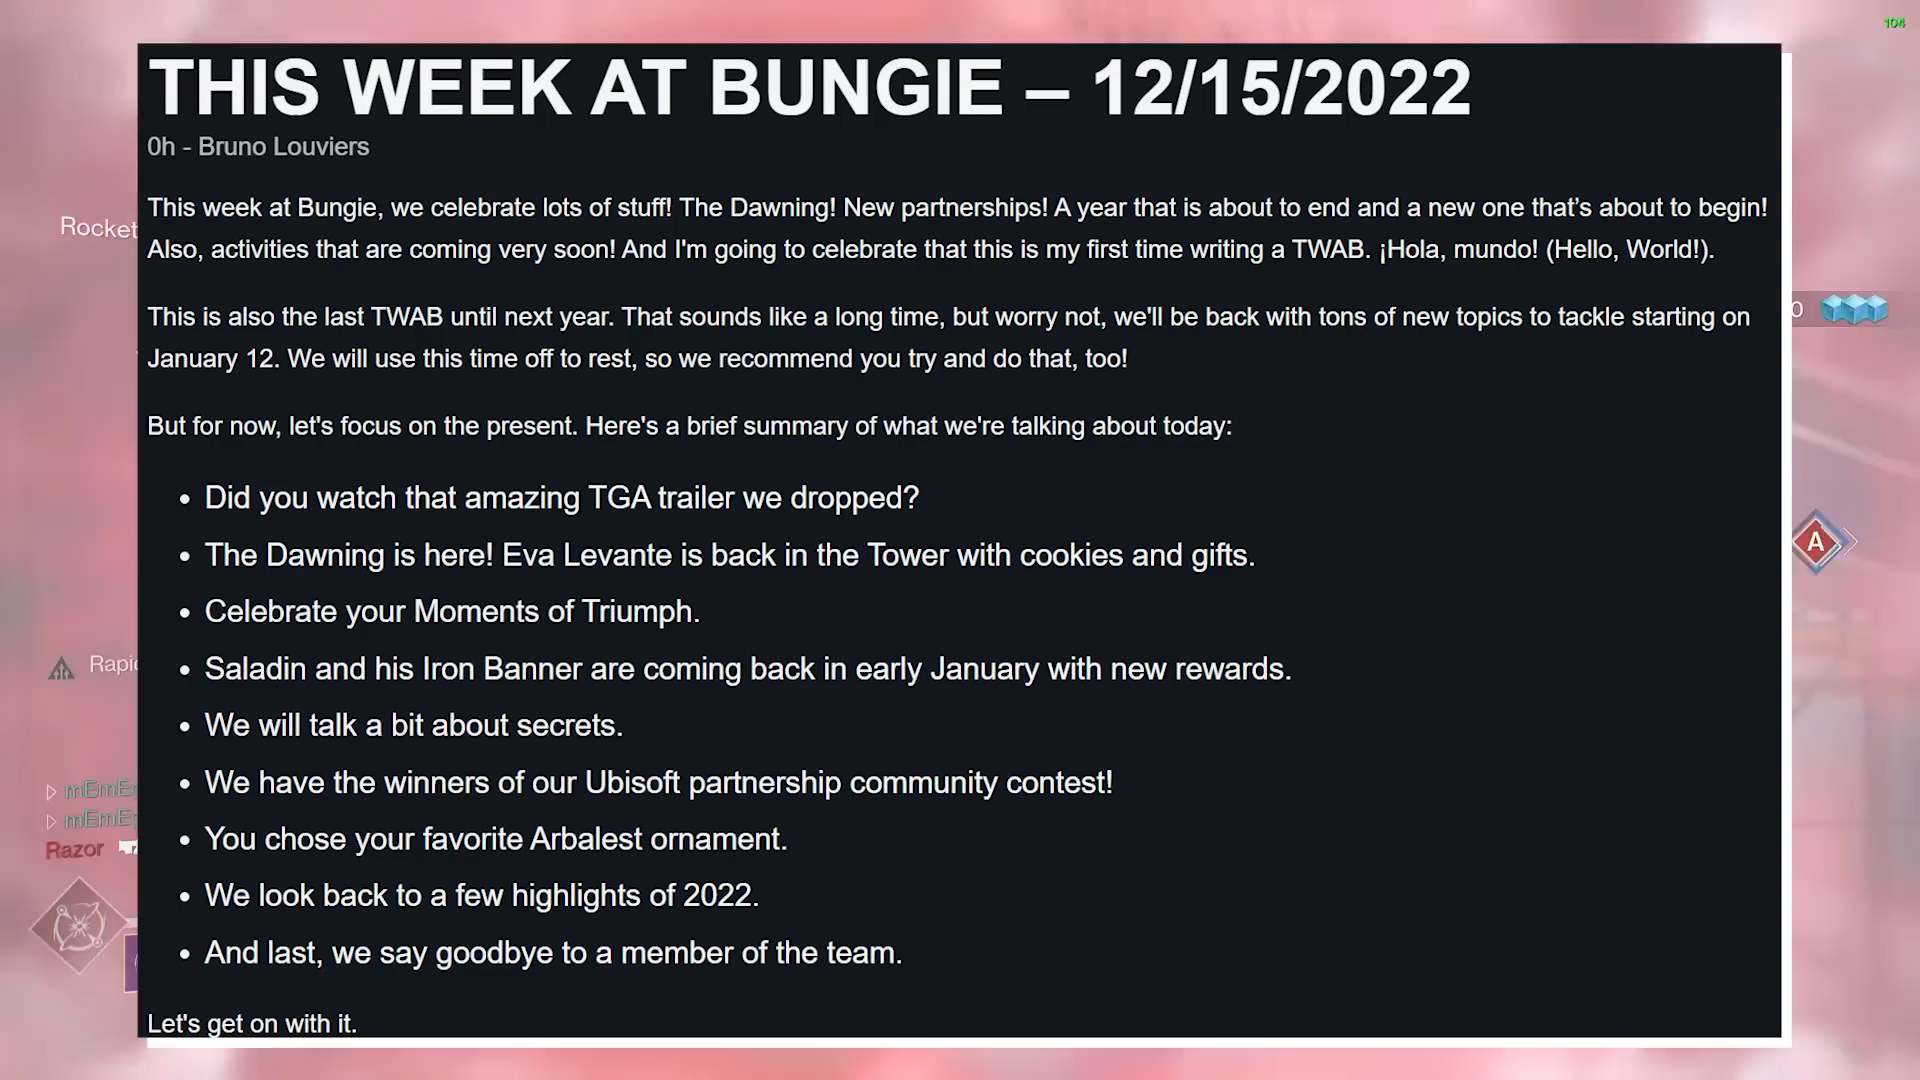 104
THIS WEEK AT BUNGIE – 12/15/2022
0h - Bruno Louviers
This week at Bungie, we celebrate lots of stuff! The Dawning! New partnerships! A year that is about to end and a new one that’s about to begin!
Also, activities that are coming very soon! And I'm going to celebrate that this is my first time writing a TWAB. ¡Hola, mundo! (Hello, World!).
Rocket
This is also the last TWAB until next year. That sounds like a long time, but worry not, we'll be back with tons of new topics to tackle starting on
January 12. We will use this time off to rest, so we recommend you try and do that, too!
But for now, let's focus on the present. Here's a brief summary of what we're talking about today:
• Did you watch that amazing TGA trailer we dropped?
• The Dawning is here! Eva Levante is back in the Tower with cookies and gifts.
A
• Celebrate your Moments of Triumph.
• Saladin and his Iron Banner are coming back in early January with new rewards.
• We will talk a bit about secrets.
• We have the winners of our Ubisoft partnership community contest!
• You chose your favorite Arbalest ornament.
Razor
• We look back to a few highlights of 2022.
• And last, we say goodbye to a member of the team.
Let's get on with it.